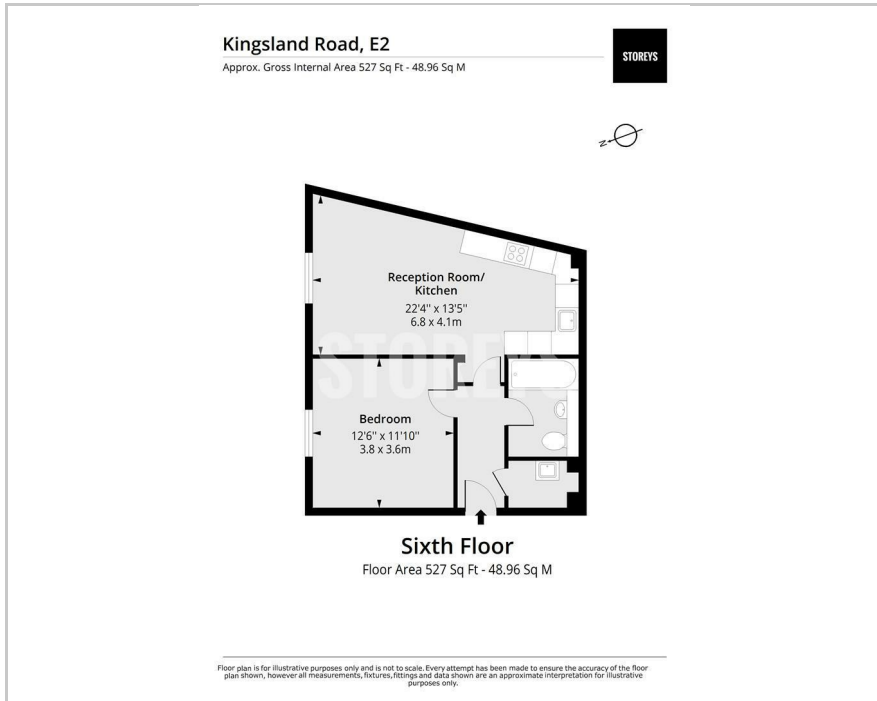 Kingsland Road, E2
Approx. Gross Internal Area 527 Sq Ft - 48.96 Sq M
STOREYS
N
Reception Room/
Kitchen
22'4'' x 13'5''
6.8 x 4.1m
STOREYS
Bedroom
12'6'' x 11'10''
3.8 x 3.6m
Sixth Floor
Floor Area 527 Sq Ft - 48.96 Sq M
Floor plan is for illustrative purposes only and is not to scale. Every attempt has been made to ensure the accuracy of the floor
plan shown, however all measurements, fixtures, fittings and data shown are an approximate interpretation for illustrative
purposes only.